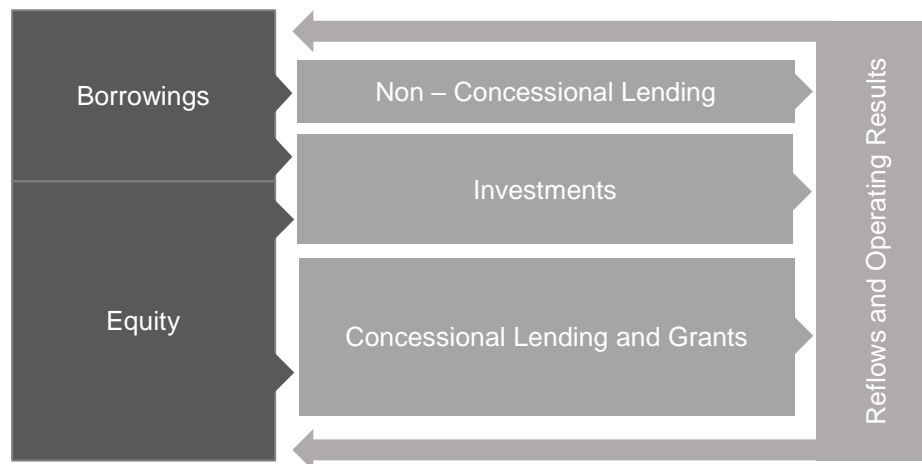 Borrowings
Non – Concessional Lending
Investments
Equity
Concessional Lending and Grants
Reflows and Operating Results